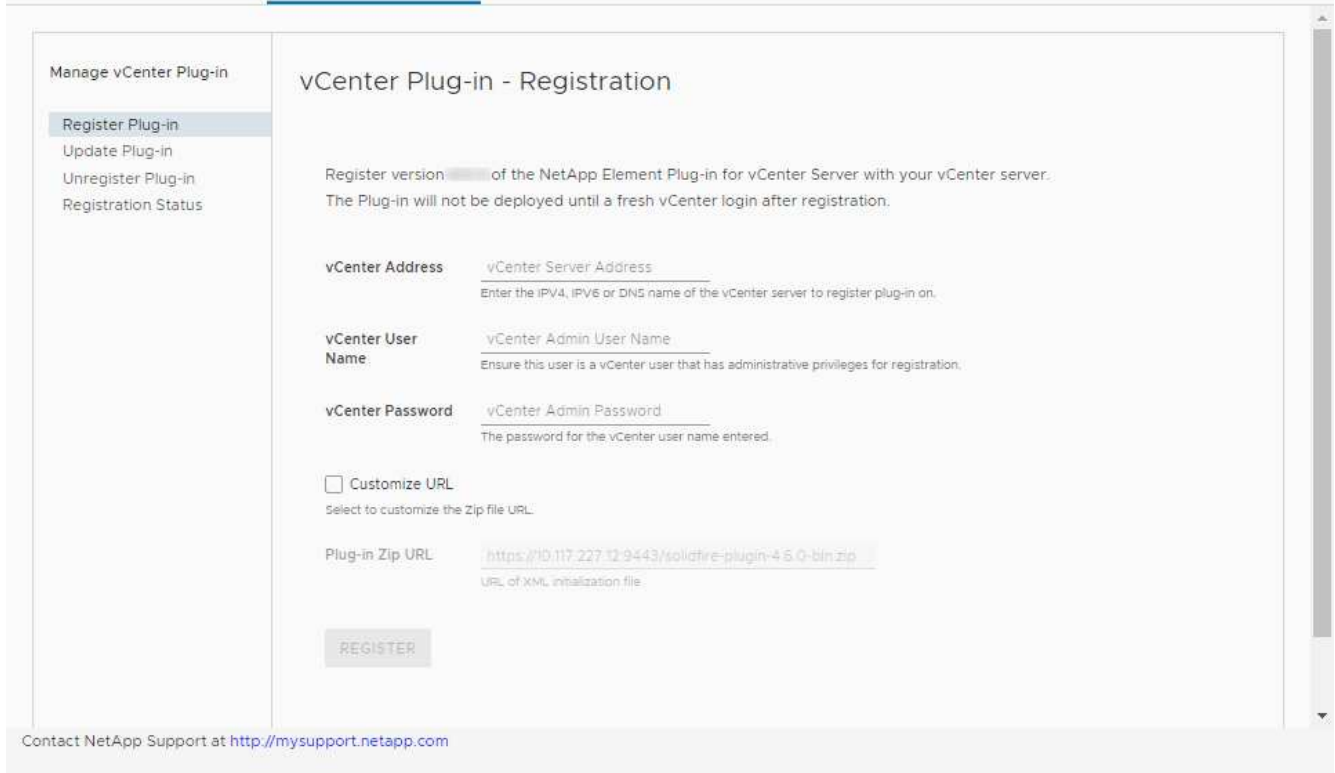 Manage vCenter Plug-in
Register Plug-in
Update Plug-in
Unregister Plug-in
Registration Status
vCenter Plug-in - Registration
Register version of the NetApp Element Plug-in for vCenter Server with your vCenter server.
The Plug-in will not be deployed until a fresh vCenter login after registration.
vCenter Address
vCenter Server Address
Enter the IPV4, IPV6 or DNS name of the vCenter server to register plug-in on.
vCenter User
Name
vCenter Admin User Name
Ensure this user is a vCenter user that has administrative privileges for registration.
vCenter Password
vCenter Admin Password
The password for the vCenter user name entered.
Customize URL
Select to customize the Zip file URL.
Plug-in Zip URL
https://10.117.227.12:9443/solidfire-plugin-4.6.0-bin.zip
URL of XML initialization file
REGISTER
Contact NetApp Support at http://mysupport.netapp.com